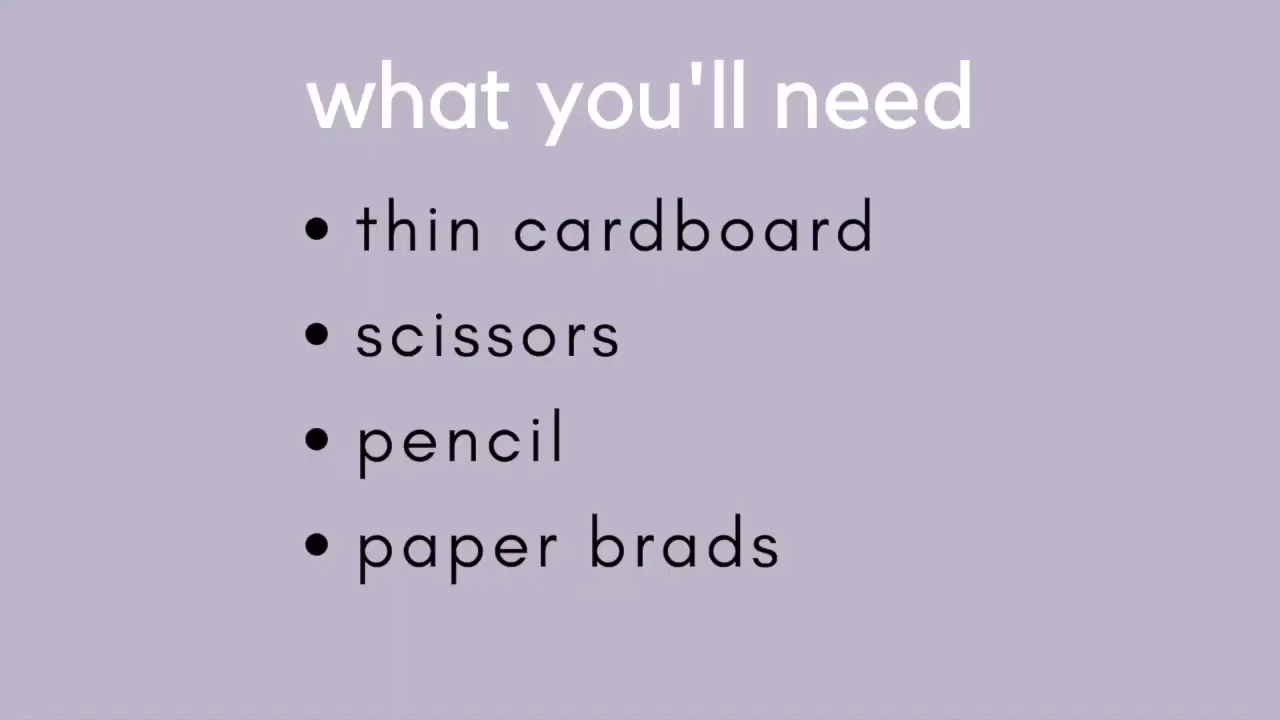 what you'll need
• thin cardboard
• scissors
• pencil
• paper brads